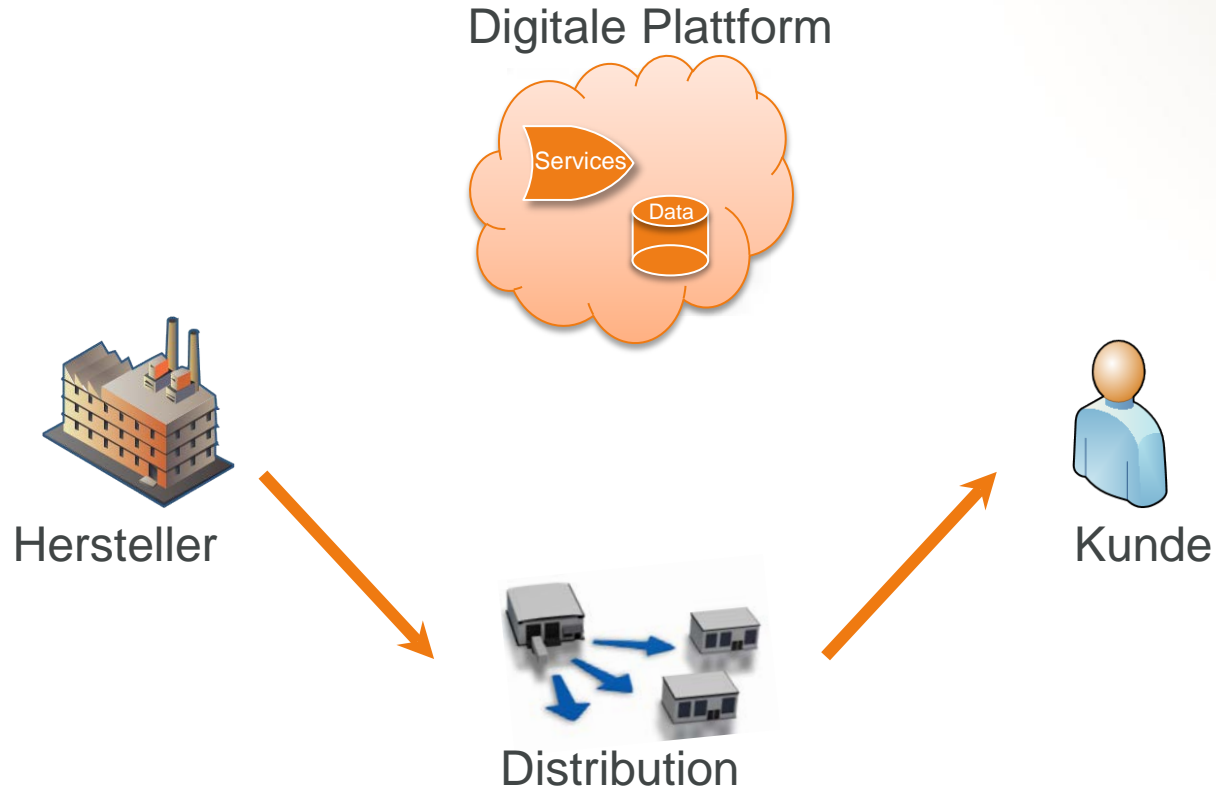 Digitale Plattform
Services
Data
Hersteller
Kunde
Distribution